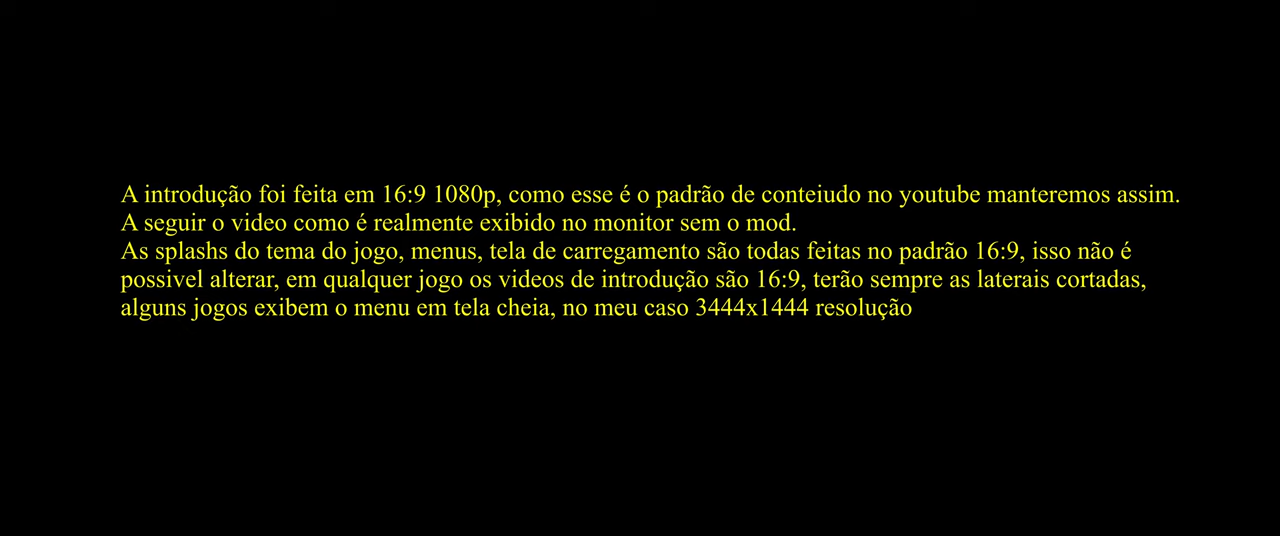 A introdução foi feita em 16:9 1080p, como esse é o padrão de conteiudo no youtube manteremos assim.
A seguir o video como é realmente exibido no monitor sem o mod.
As splashs do tema do jogo, menus, tela de carregamento são todas feitas no padrão 16:9, isso não é
possivel alterar, em qualquer jogo os videos de introdução são 16:9, terão sempre as laterais cortadas,
alguns jogos exibem o menu em tela cheia, no meu caso 3444x1444 resolução